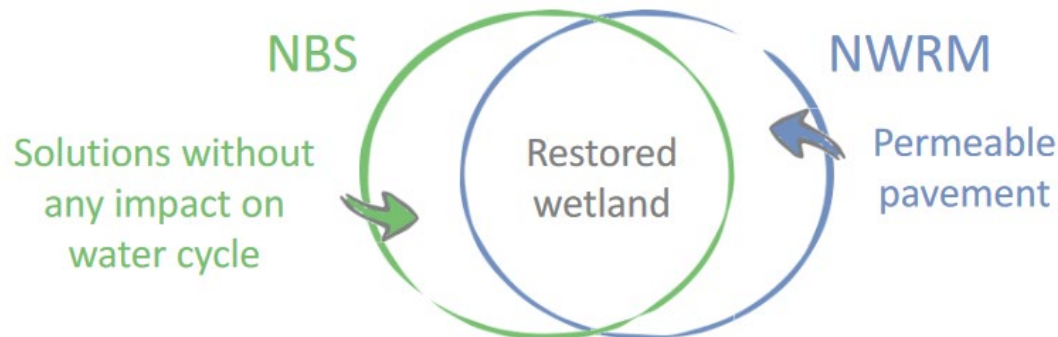 NBS
NWRM
Solutions without
any impact on
water cycle
Restored
wetland
Permeable
pavement